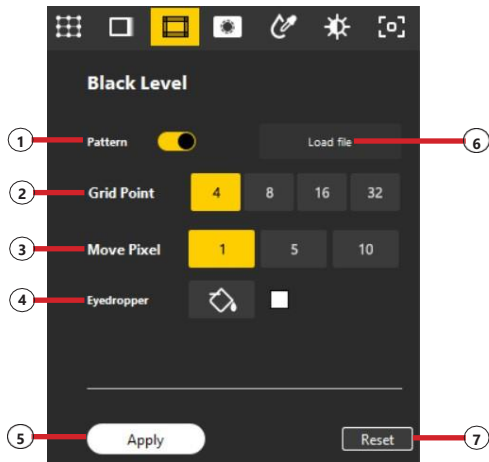 Black Level
1 Pattern Load file 6
2 Grid Point 4 8 16 32
3 Move Pixel 1 5 10
4 Eyedropper
5 Apply Reset 7